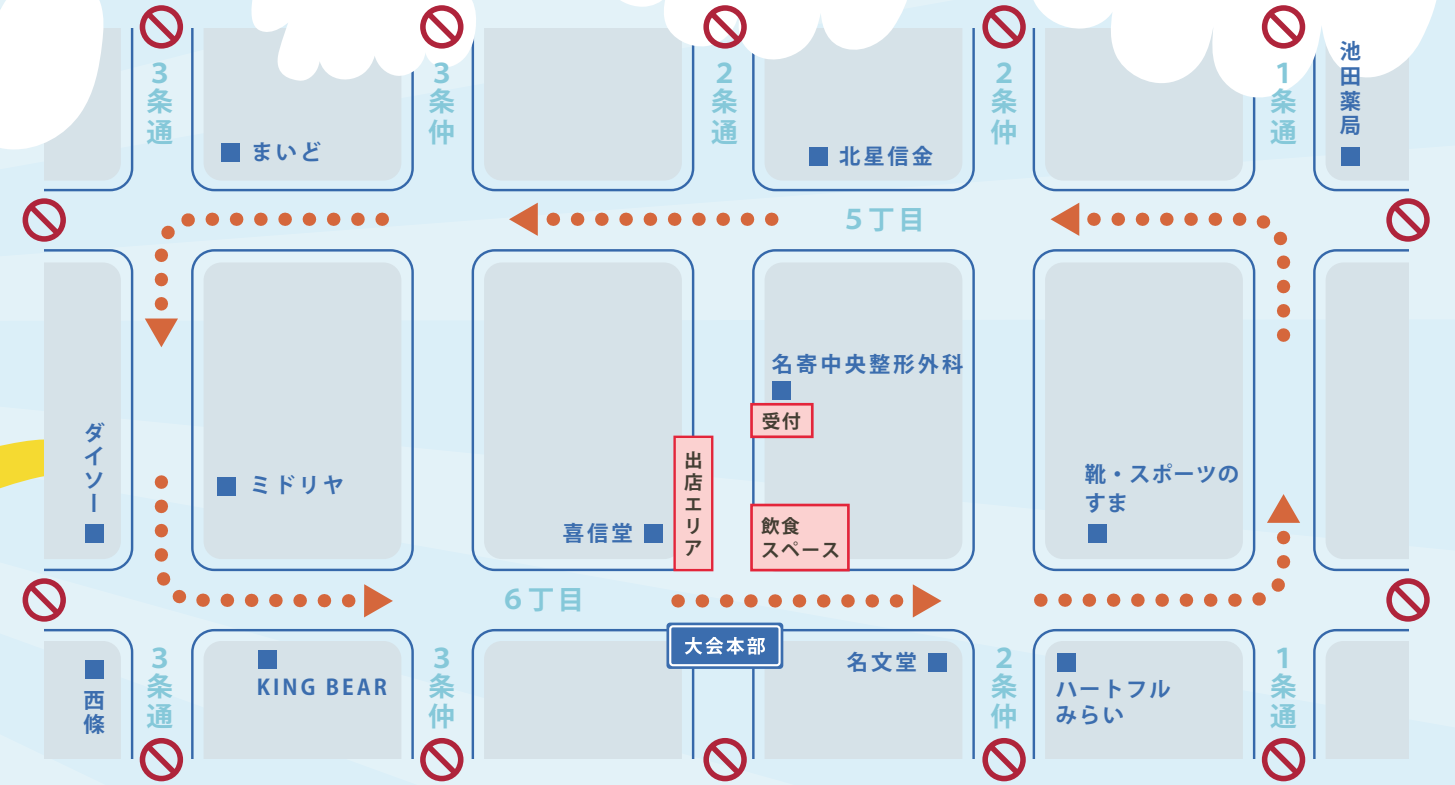 3条通
3条仲
2条通
2条仲
1条通
池田薬局
まいど
北星信金
5丁目
名寄中央整形外科
受付
ダイソー
ミドリヤ
喜信堂
出店エリア
飲食
スペース
靴・スポーツの
すま
6丁目
大会本部
西條
3条通
KING BEAR
3条仲
名文堂
2条仲
ハートフル
みらい
1条通